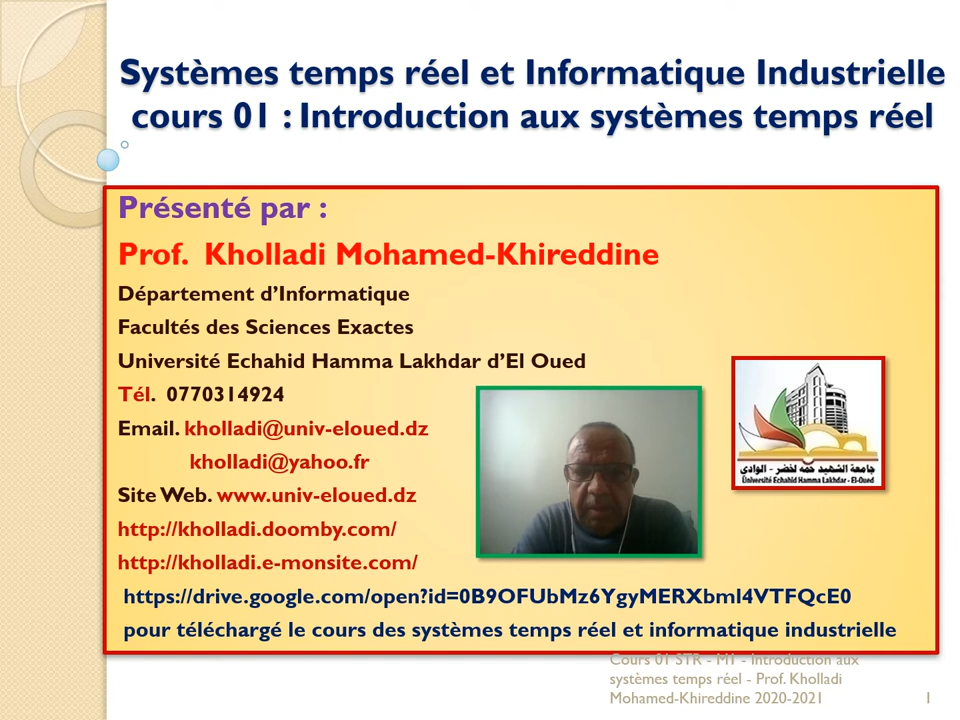 Systèmes temps réel et Informatique Industrielle
cours 01 : Introduction aux systèmes temps réel
Présenté par :
Prof. Kholladi Mohamed-Khireddine
Département d'Informatique
Facultés des Sciences Exactes
Université Echahid Hamma Lakhdar d'El Oued
Tél. 0770314924
Email. kholladi@univ-eloued.dz
kholladi@yahoo.fr
Site Web. www.univ-eloued.dz
http://kholladi.doomby.com/
http://kholladi.e-monsite.com/
جامعة الشهيد حمه لخضر - الوادي
Université Echahid Hamma Lakhdar - El-Oued
https://drive.google.com/open?id=0B9OFUbMz6YgyMERXbml4VTFQcE0
pour téléchargé le cours des systèmes temps réel et informatique industrielle
Cours 01 STR - M1 - Introduction aux
systèmes temps réel - Prof. Kholladi
Mohamed-Khireddine 2020-2021
1